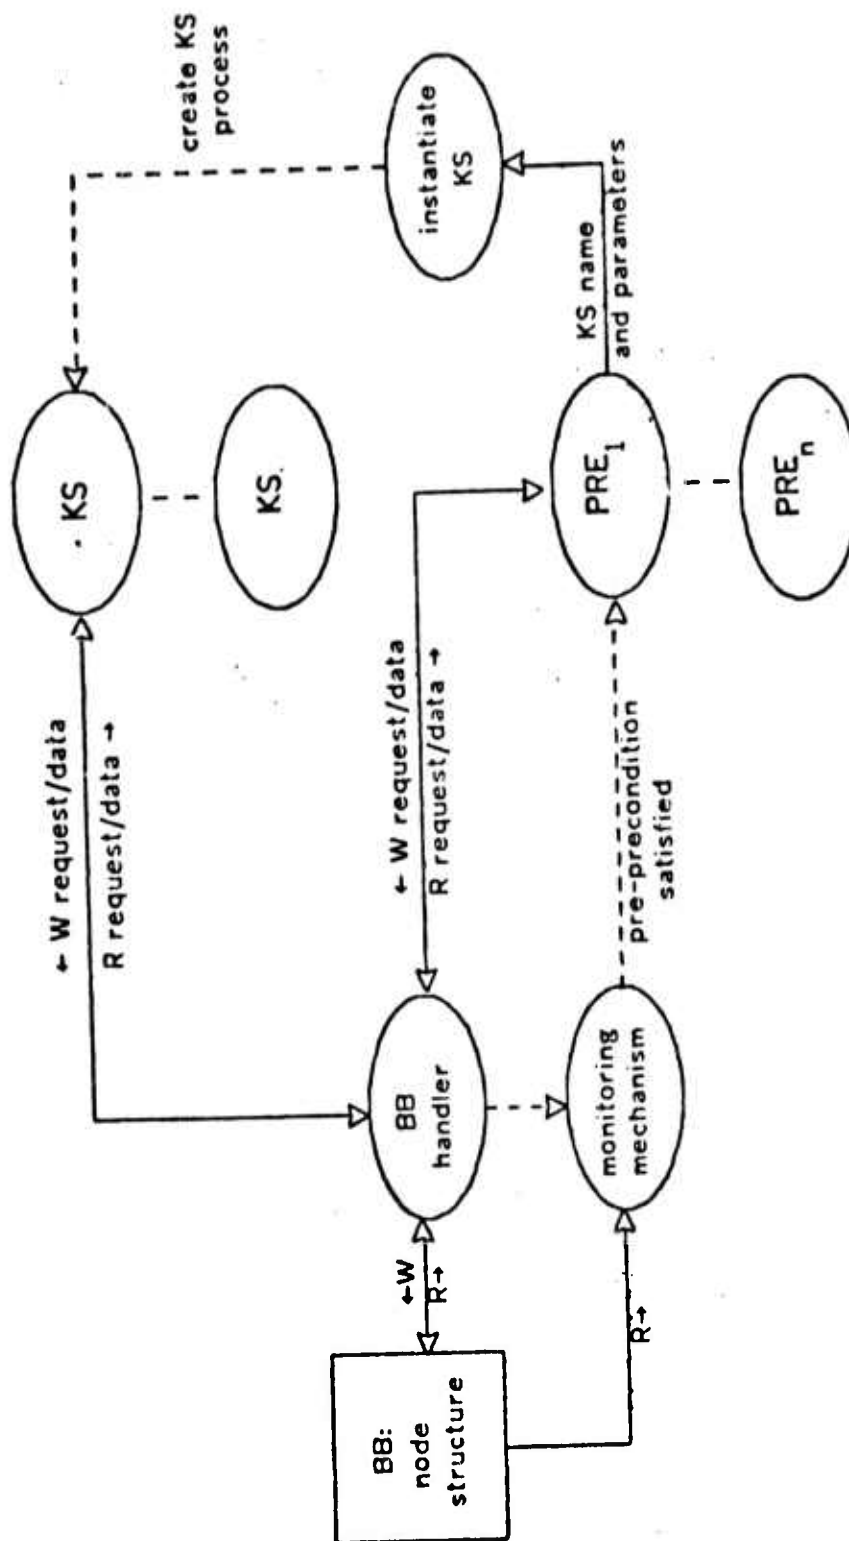 ← W request/data
R request/data →
. KS
KS.
create KS
process
instantiate
KS
BB:
node
structure
←W
R→
BB
handler
← W request/data
R request/data →
R→
monitoring
mechanism
pre-precondition
satisfied
PRE1
PREn
KS name
and parameters